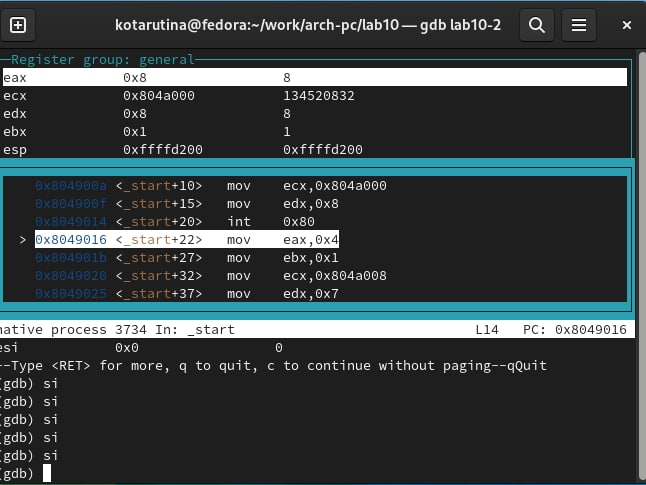 kotarutina@fedora:~/work/arch-pc/lab10 — gdb lab10-2
Register group: general
eax 0x8 8
ecx 0x804a000 134520832
edx 0x8 8
ebx 0x1 1
esp 0xffffd200 0xffffd200
0x804900a <_start+10> mov ecx,0x804a000
0x804900f <_start+15> mov edx,0x8
0x8049014 <_start+20> int 0x80
> 0x8049016 <_start+22> mov eax,0x4
0x804901b <_start+27> mov ebx,0x1
0x8049020 <_start+32> mov ecx,0x804a008
0x8049025 <_start+37> mov edx,0x7
native process 3734 In: _start L14 PC: 0x8049016
esi 0x0 0
--Type <RET> for more, q to quit, c to continue without paging--qQuit
(gdb) si
(gdb) si
(gdb) si
(gdb) si
(gdb) si
(gdb)